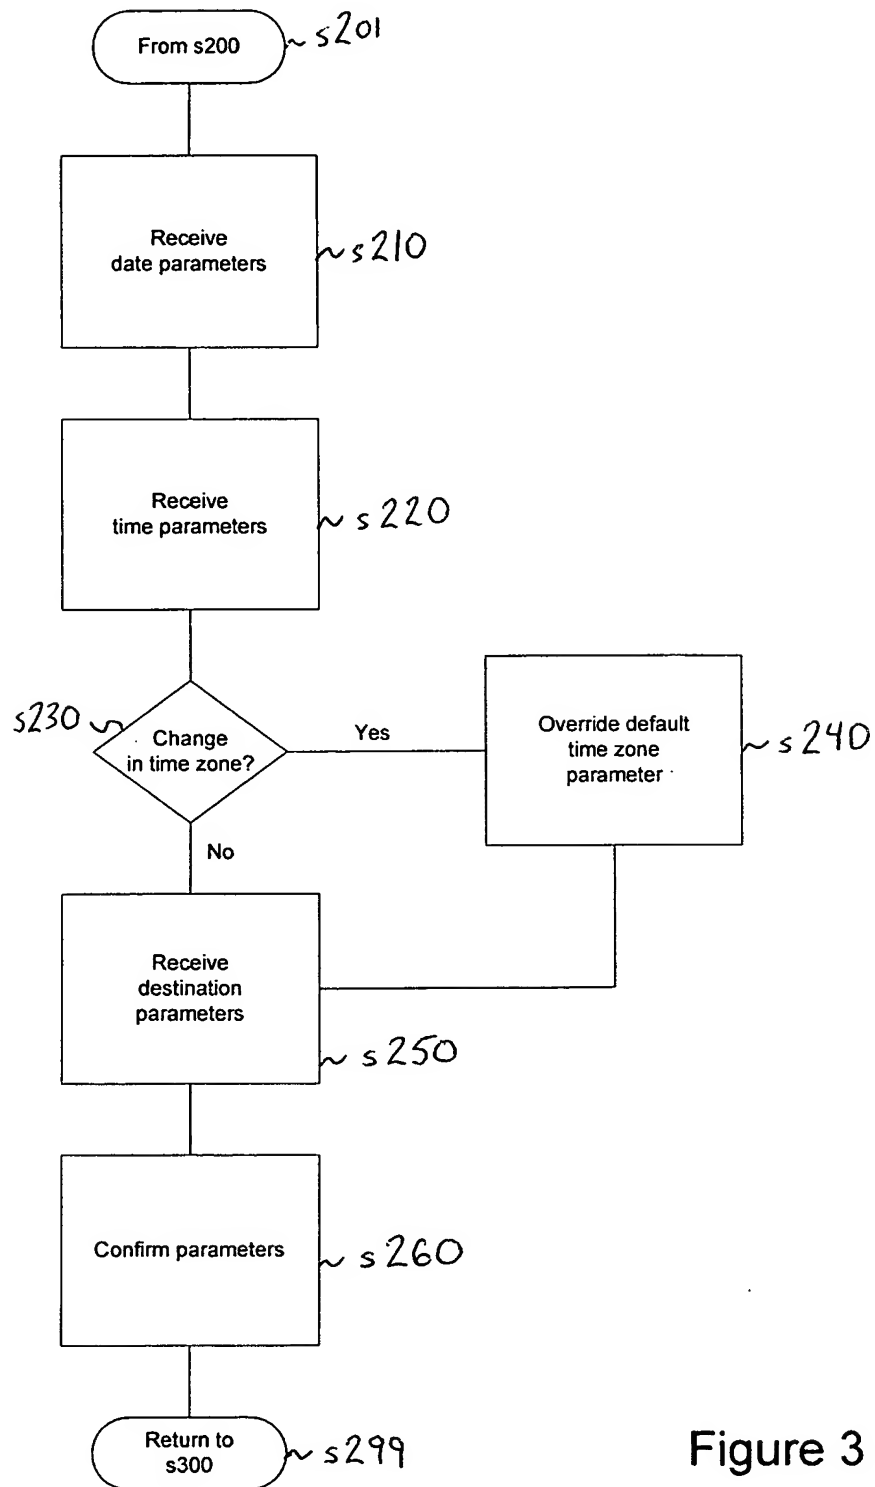 From s200
s201
Receive
date parameters
s210
Receive
time parameters
s220
s230
Change
in time zone?
Yes
Override default
time zone
parameter
s240
No
Receive
destination
parameters
s250
Confirm parameters
s260
Return to
s300
s299
Figure 3